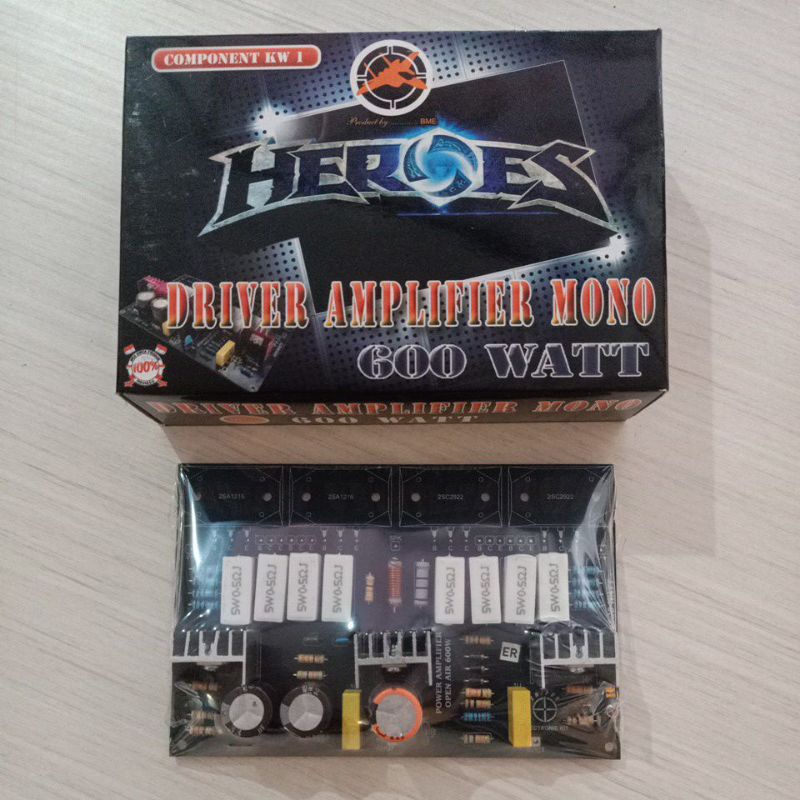 COMPONENT KW 1
Product by ............ BME
HEROES
DRIVER AMPLIFIER MONO
600 WATT
100%
DRIVER AMPLIFIER MONO
600 WATT
2SA1216
2SA1216
2SC2922
2SC2922
B C E
5W0.5ΩJ
5W0.5ΩJ
5W0.5ΩJ
5W0.5ΩJ
5W0.5ΩJ
5W0.5ΩJ
5W0.5ΩJ
5W0.5ΩJ
POWER AMPLIFIER
OPEN AIR 600W
ER